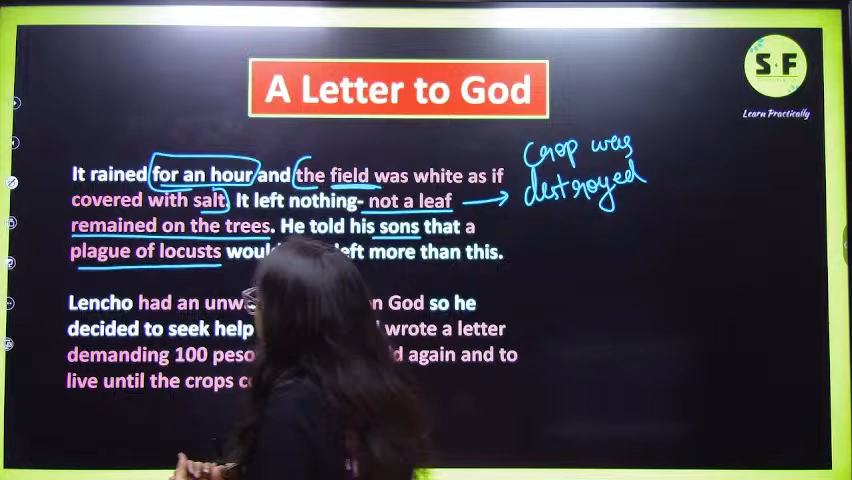 A Letter to God
S F
Learn Practically
It rained for an hour and the field was white as if
covered with salt. It left nothing- not a leaf
remained on the trees. He told his sons that a
plague of locusts left more than this.
Crop was
destroyed
Lencho had an on God so he
decided to seek help wrote a letter
demanding 100 again and to
live until the crops